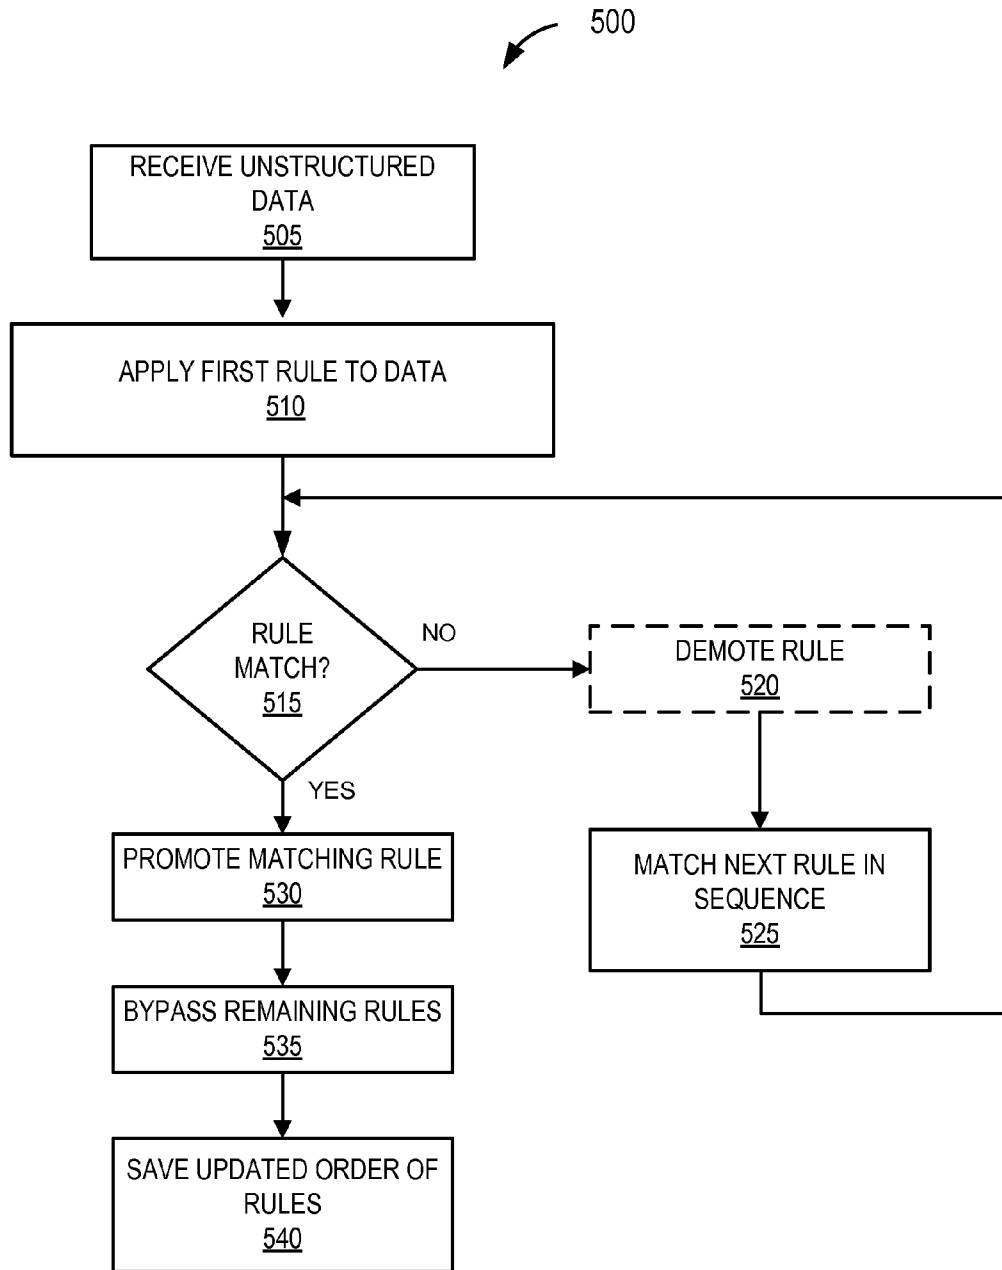 500
RECEIVE UNSTRUCTURED
DATA
505
APPLY FIRST RULE TO DATA
510
RULE
MATCH?
515
NO
DEMOTE RULE
520
YES
PROMOTE MATCHING RULE
530
MATCH NEXT RULE IN
SEQUENCE
525
BYPASS REMAINING RULES
535
SAVE UPDATED ORDER OF
RULES
540